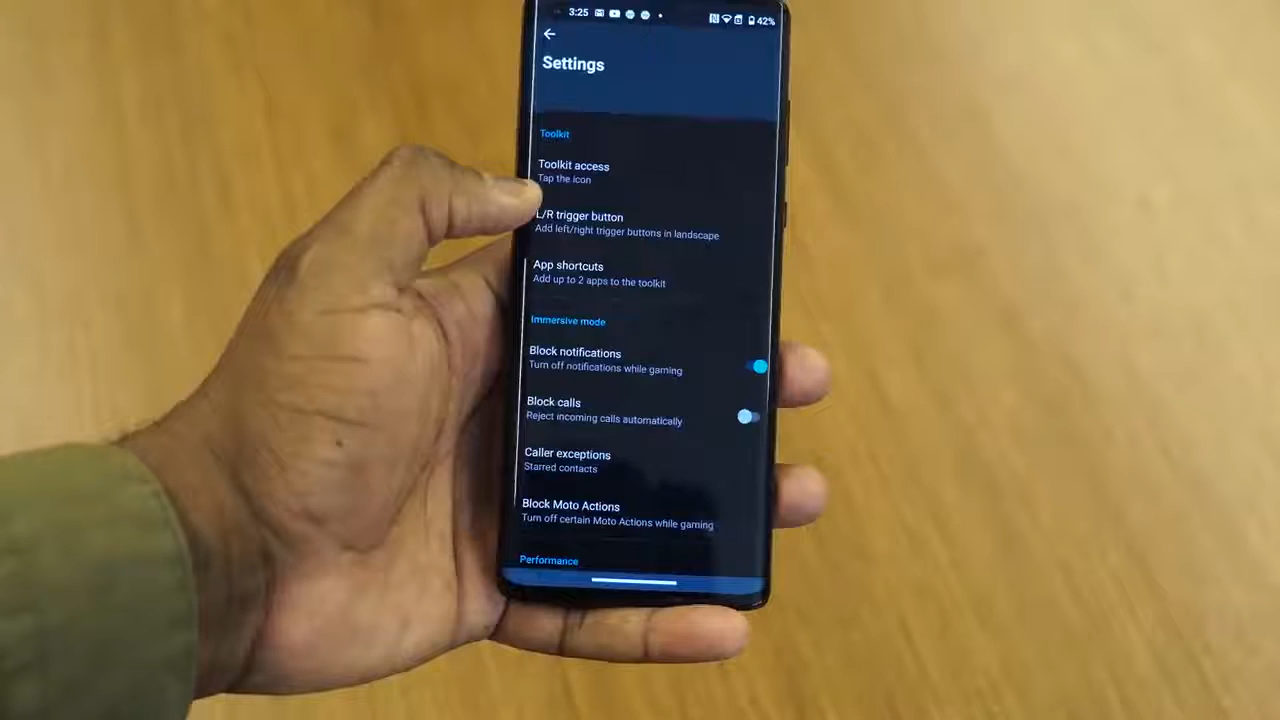 3:25 42%
Settings
Toolkit
Toolkit access
Tap the icon
L/R trigger button
Add left/right trigger buttons in landscape
App shortcuts
Add up to 2 apps to the toolkit
Immersive mode
Block notifications
Turn off notifications while gaming
Block calls
Reject incoming calls automatically
Caller exceptions
Starred contacts
Block Moto Actions
Turn off certain Moto Actions while gaming
Performance